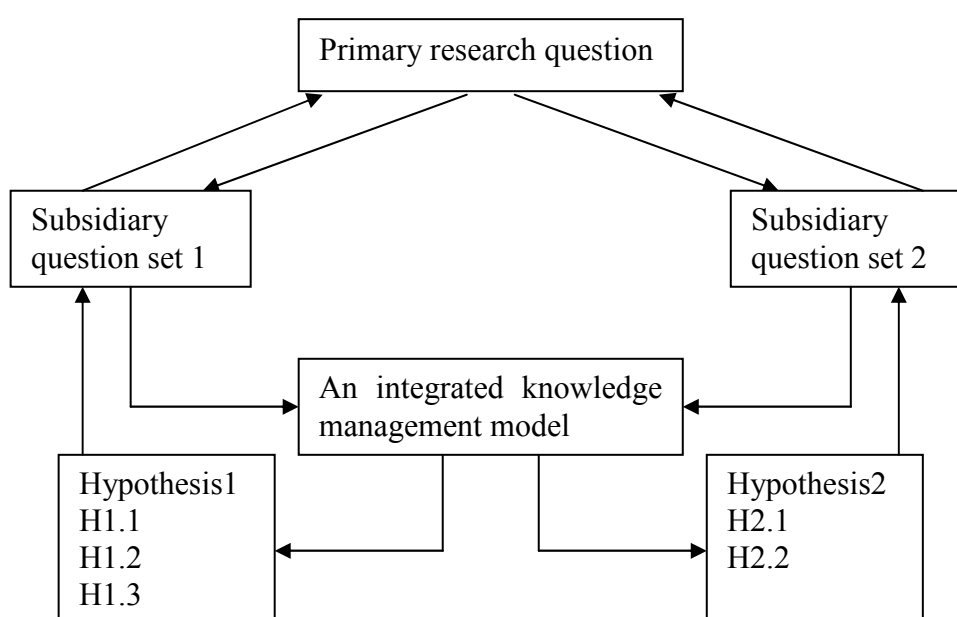 Primary research question
Subsidiary
question set 1
Subsidiary
question set 2
An integrated knowledge
management model
Hypothesis1
H1.1
H1.2
H1.3
Hypothesis2
H2.1
H2.2